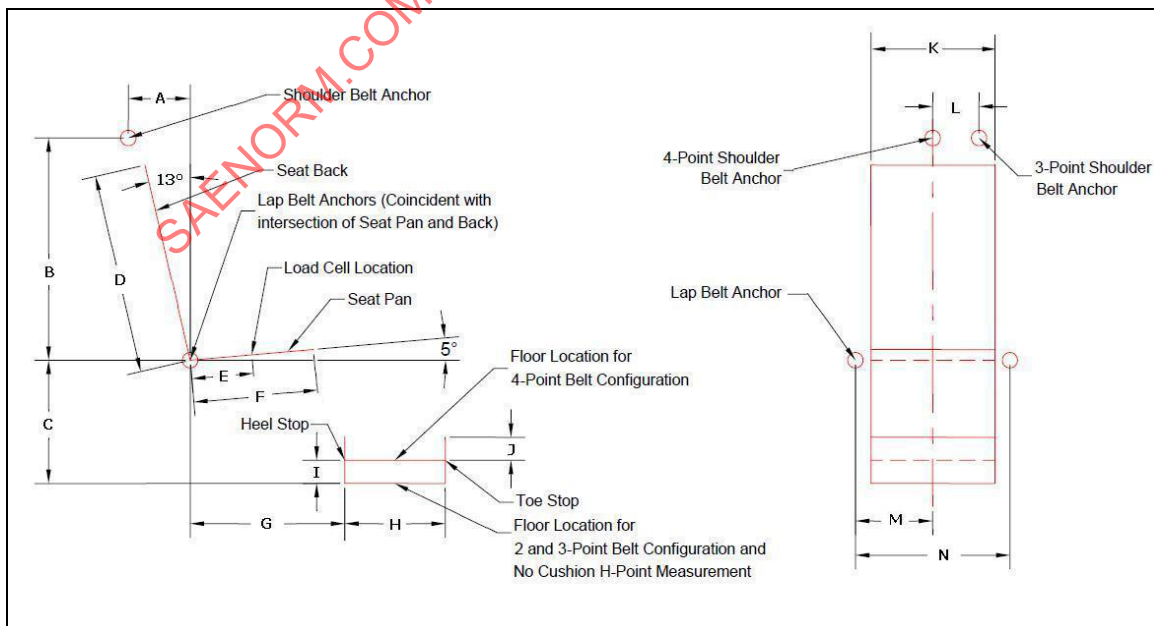 SAENORM.COM
A
Shoulder Belt Anchor
13°
Seat Back
Lap Belt Anchors (Coincident with
intersection of Seat Pan and Back)
B
D
Load Cell Location
Seat Pan
5°
E
F
Floor Location for
4-Point Belt Configuration
C
Heel Stop
J
I
Toe Stop
G
H
Floor Location for
2 and 3-Point Belt Configuration and
No Cushion H-Point Measurement
K
L
4-Point Shoulder
Belt Anchor
3-Point Shoulder
Belt Anchor
Lap Belt Anchor
M
N